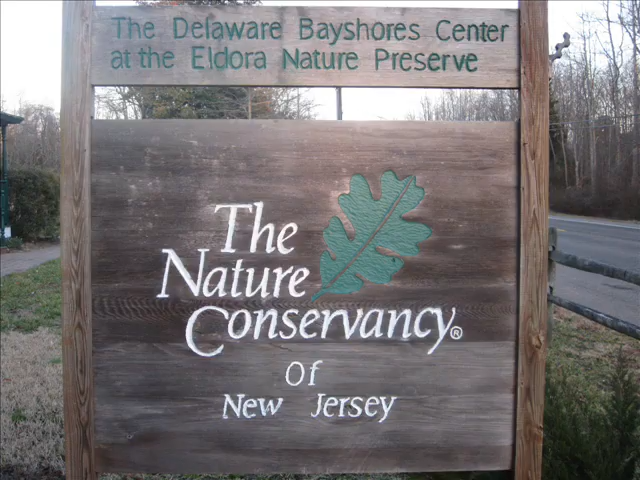 The Delaware Bayshores Center
at the Eldora Nature Preserve
The
Nature
Conservancy®
Of
New Jersey